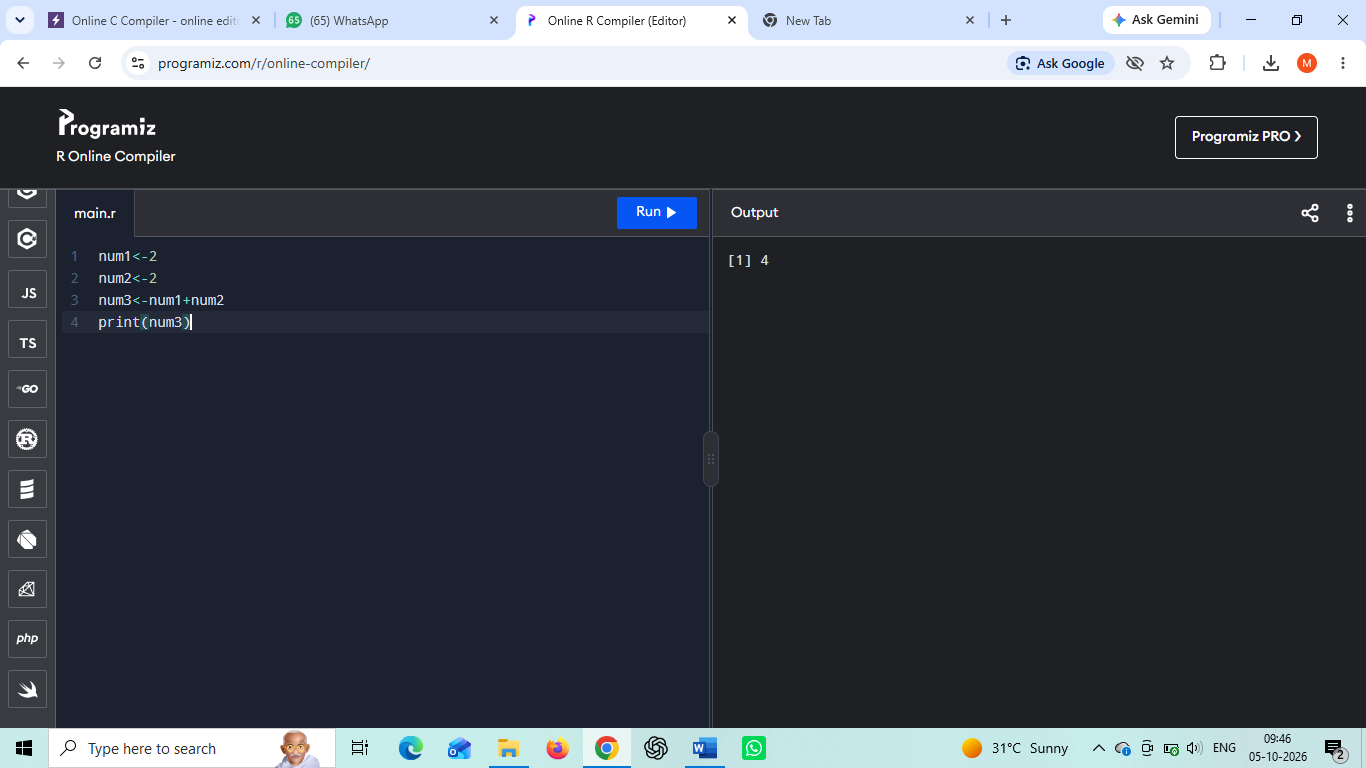 Online C Compiler - online edit
65
(65) WhatsApp
Online R Compiler (Editor)
New Tab
Ask Gemini
programiz.com/r/online-compiler/
Ask Google
M
Programiz
R Online Compiler
Programiz PRO
main.r
Run
Output
1 num1<-2
2 num2<-2
3 num3<-num1+num2
4 print(num3)
[1] 4
JS
TS
GO
php
Type here to search
31°C Sunny
ENG
09:46
05-10-2026
2